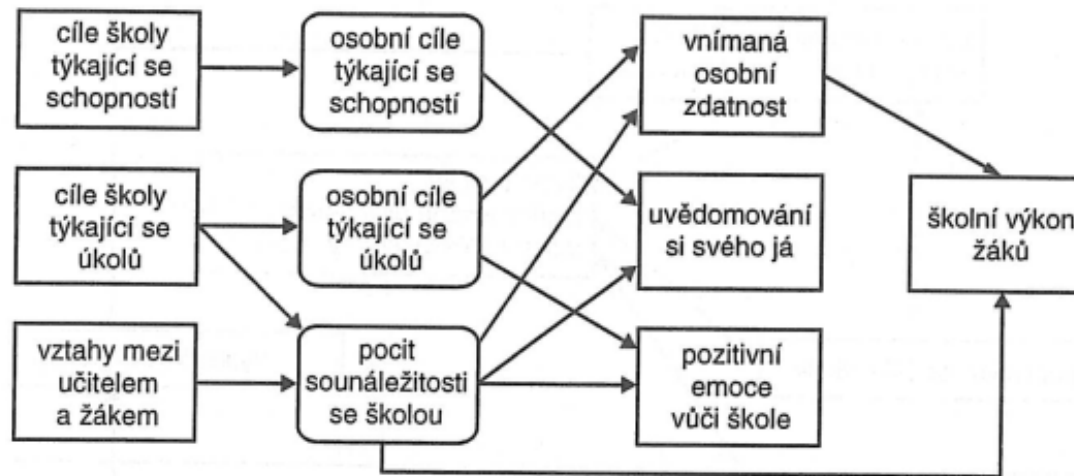 cíle školy
týkající se
schopností
osobní cíle
týkající se
schopností
vnímaná
osobní
zdatnost
cíle školy
týkající se
úkolů
osobní cíle
týkající se
úkolů
uvědomování
si svého já
školní výkon
žáků
vztahy mezi
učitelem
a žákem
pocit
sounáležitosti
se školou
pozitivní
emoce
vůči škole